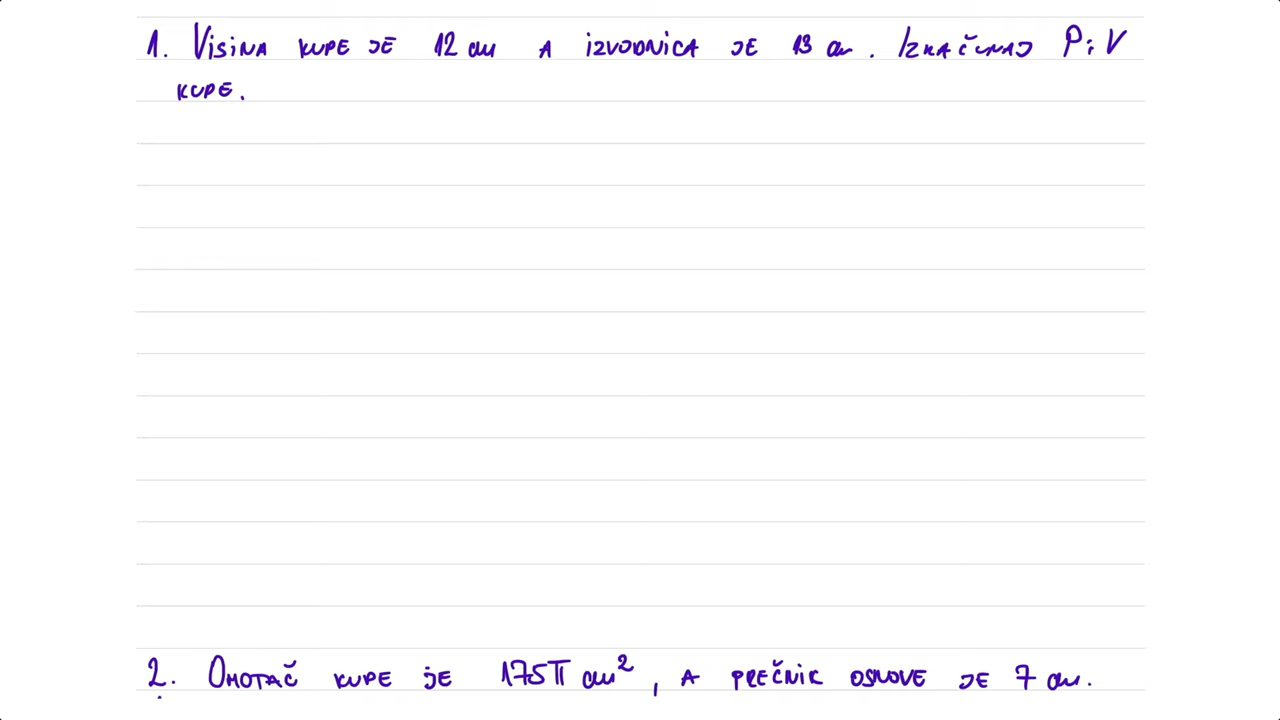 1. Visina kupe je 12 cm a izvodnica je 13 cm. Izračunaj P i V
kupe.
2. Omotač kupe je 175π cm², a prečnik osnove je 7 cm.